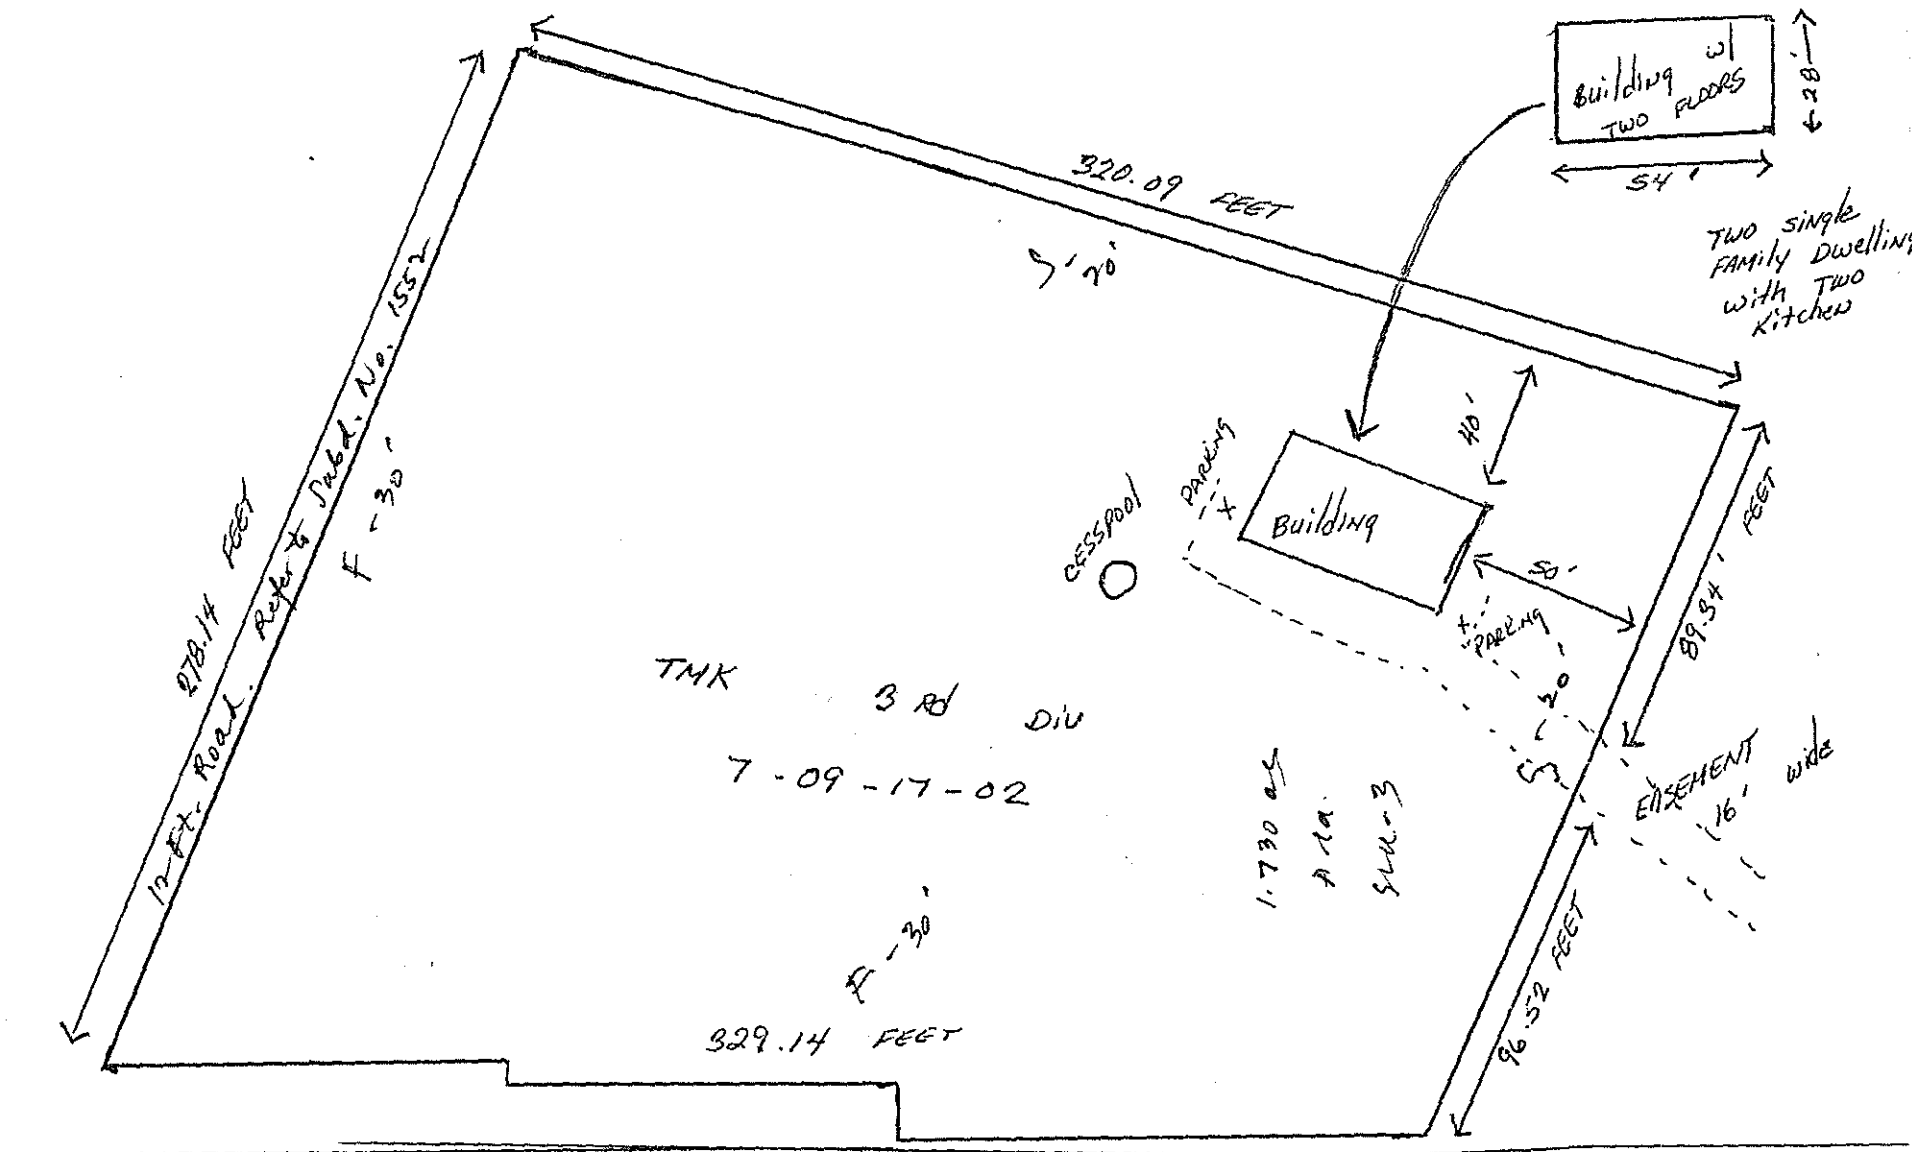 Building w/
TWO FLOORS
28'
54'
TWO single
FAMily Dwelling
with TWO
Kitchen
320.09 FEET
S' 20'
278.14 FEET
12-Ft. Road. Refer to Subd. No. 1552
F - 30'
40'
PARKING
X
Building
CESSPOOL
50'
89.34' FEET
PARKING
S - 20'
EASEMENT
16' wide
TMK 3 Rd Div
7 - 09 - 17 - 02
1.730 ac
F - 30'
329.14 FEET
96.52 FEET